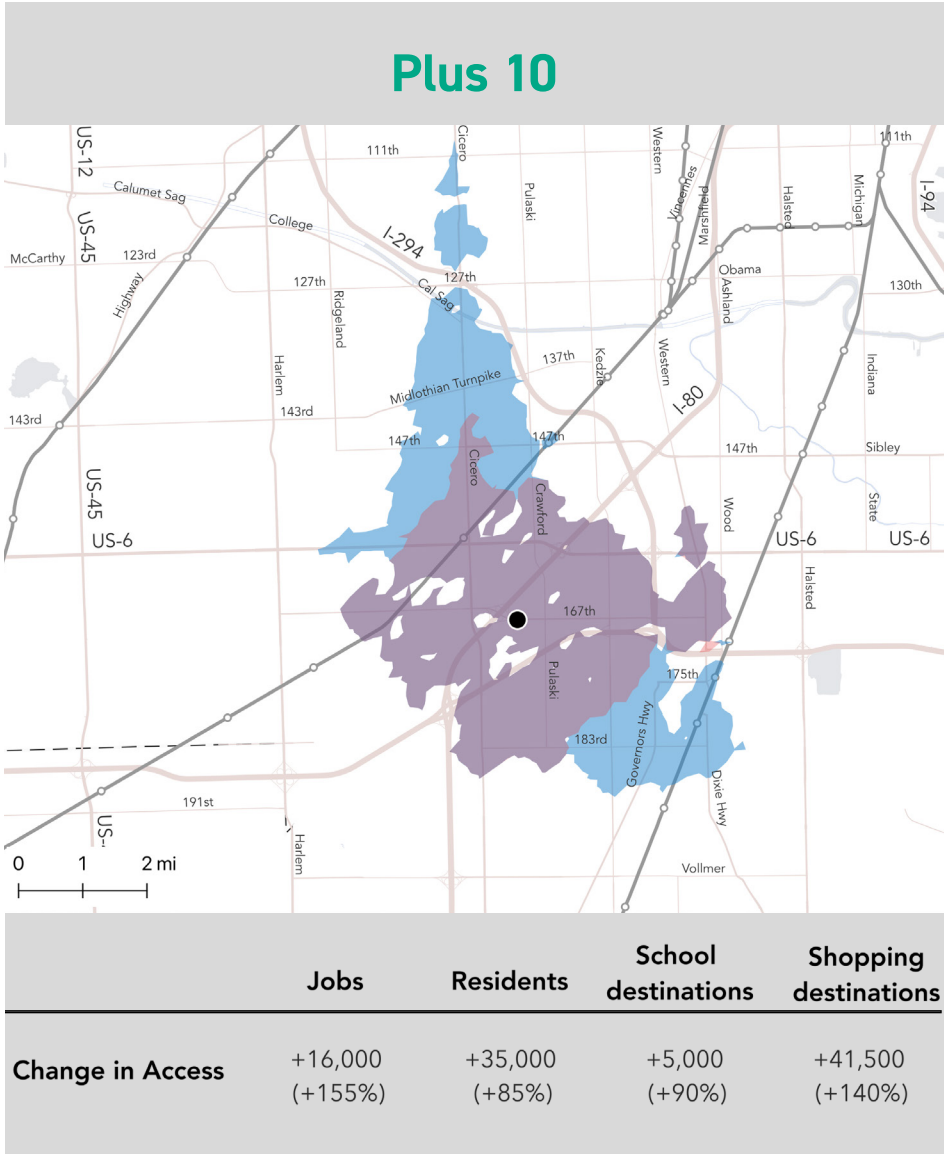 Plus 10
US-12
Cicero
Western
111th
111th
Vincennes
Marshfield
Calumet Sag
Pulaski
Halsted
Michigan
I-94
US-45
College
I-294
McCarthy
123rd
Obama
127th
127th
Cal Sag
130th
Highway
Ridgeland
Ashland
Harlem
137th
Kedzie
Western
Indiana
Midlothian Turnpike
I-80
143rd
143rd
147th
147th
147th
Sibley
Cicero
US-45
Crawford
Wood
State
US-6
US-6
US-6
Halsted
167th
Pulaski
175th
183rd
Governors Hwy
Dixie Hwy
191st
US-
Harlem
Vollmer
0 1 2 mi
Jobs Residents School destinations Shopping destinations
Change in Access +16,000 +35,000 +5,000 +41,500
(+155%) (+85%) (+90%) (+140%)